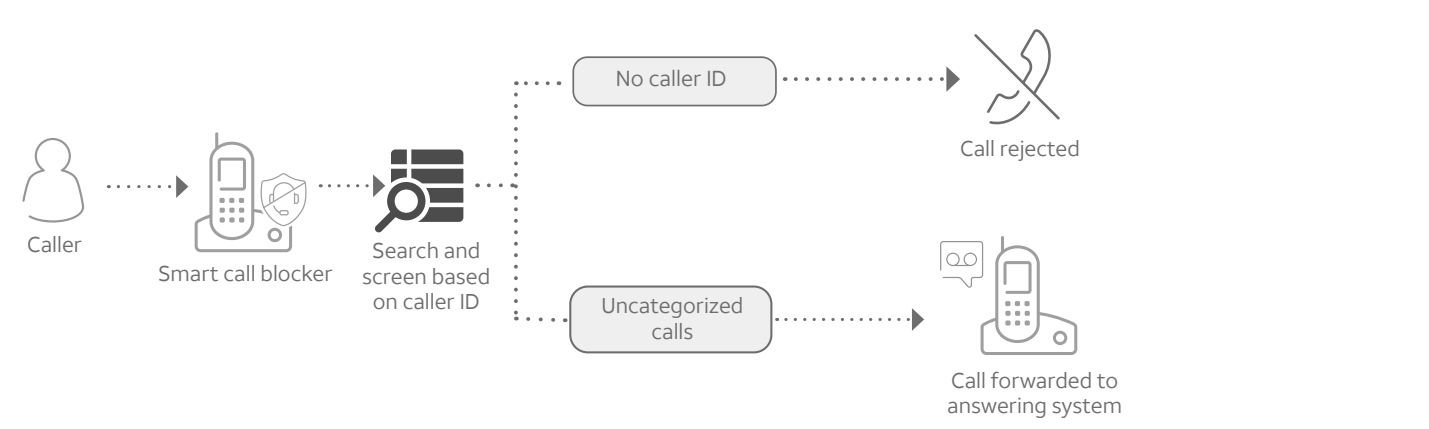 Caller
Smart call blocker
Search and
screen based
on caller ID
No caller ID
Call rejected
Uncategorized
calls
Call forwarded to
answering system